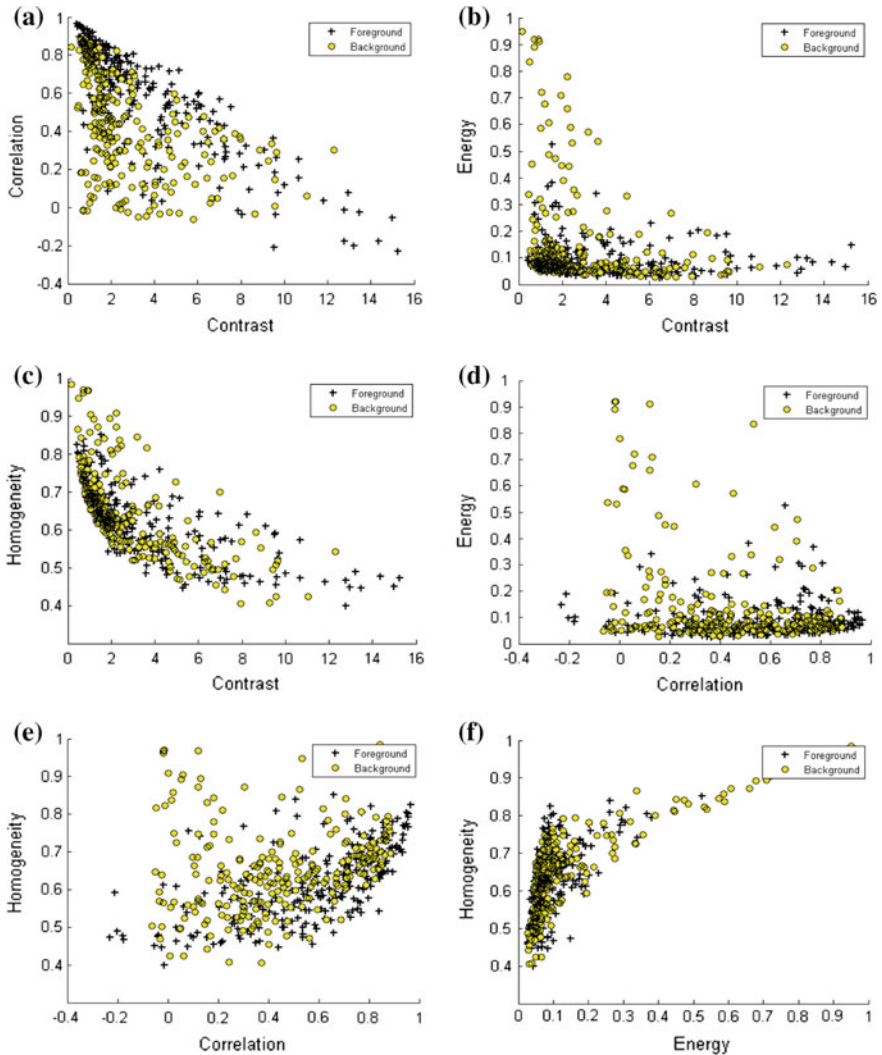 (a)
Foreground
Background
1
0.8
0.6
0.4
0.2
0
-0.2
-0.4
Correlation
0 2 4 6 8 10 12 14 16
Contrast
(b)
Foreground
Background
1
0.9
0.8
0.7
0.6
0.5
0.4
0.3
0.2
0.1
0
Energy
0 2 4 6 8 10 12 14 16
Contrast
(c)
Foreground
Background
1
0.9
0.8
0.7
0.6
0.5
0.4
Homogeneity
0 2 4 6 8 10 12 14 16
Contrast
(d)
Foreground
Background
1
0.9
0.8
0.7
0.6
0.5
0.4
0.3
0.2
0.1
0
Energy
-0.4 -0.2 0 0.2 0.4 0.6 0.8 1
Correlation
(e)
Foreground
Background
1
0.9
0.8
0.7
0.6
0.5
0.4
Homogeneity
-0.4 -0.2 0 0.2 0.4 0.6 0.8 1
Correlation
(f)
Foreground
Background
1
0.9
0.8
0.7
0.6
0.5
0.4
Homogeneity
0 0.1 0.2 0.3 0.4 0.5 0.6 0.7 0.8 0.9 1
Energy